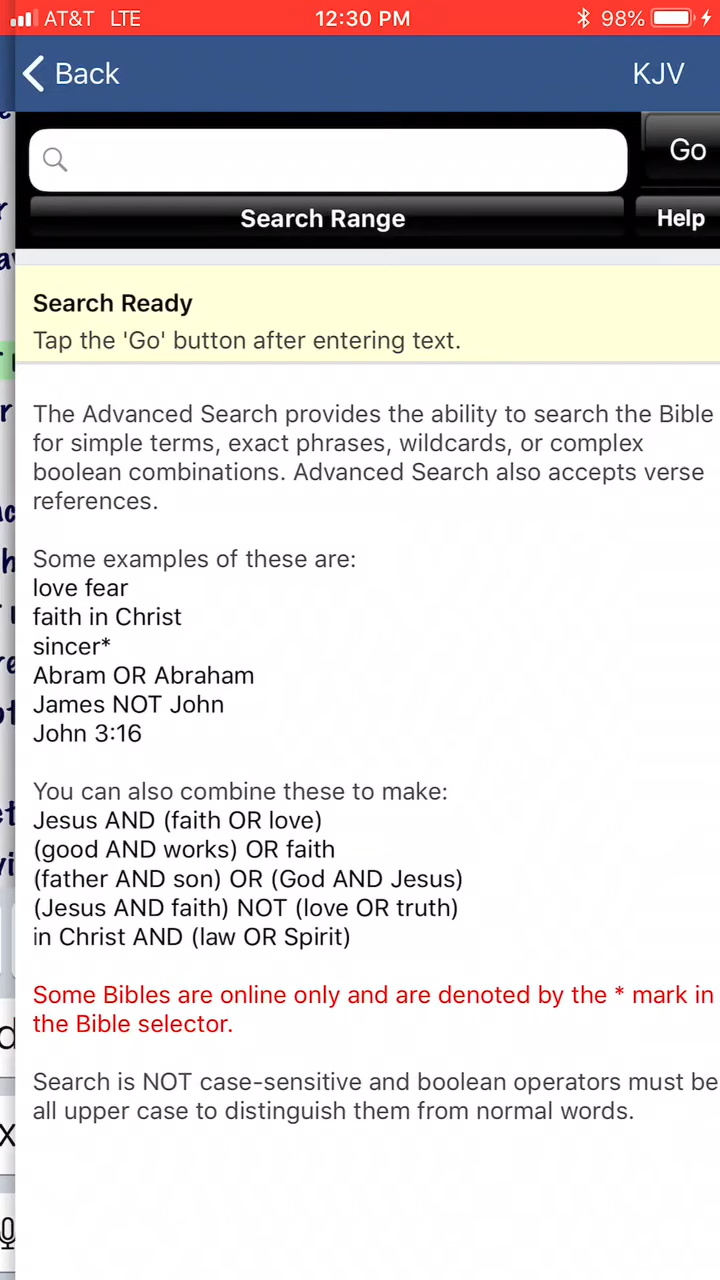 AT&T LTE 12:30 PM 98%
Back KJV
Go
Search Range Help
Search Ready
Tap the 'Go' button after entering text.
The Advanced Search provides the ability to search the Bible
for simple terms, exact phrases, wildcards, or complex
boolean combinations. Advanced Search also accepts verse
references.
Some examples of these are:
love fear
faith in Christ
sincer*
Abram OR Abraham
James NOT John
John 3:16
You can also combine these to make:
Jesus AND (faith OR love)
(good AND works) OR faith
(father AND son) OR (God AND Jesus)
(Jesus AND faith) NOT (love OR truth)
in Christ AND (law OR Spirit)
Some Bibles are online only and are denoted by the * mark in
the Bible selector.
Search is NOT case-sensitive and boolean operators must be
all upper case to distinguish them from normal words.